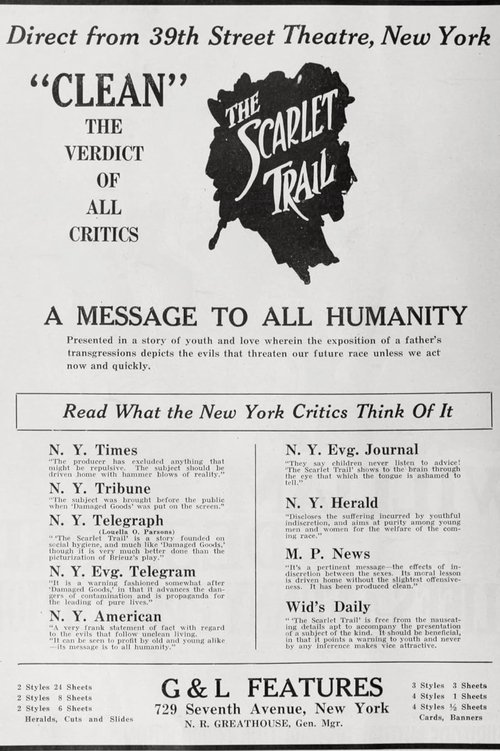 Direct from 39th Street Theatre, New York
"CLEAN"
THE
VERDICT
OF
ALL
CRITICS
THE
SCARLET
TRAIL
A MESSAGE TO ALL HUMANITY
Presented in a story of youth and love wherein the exposition of a father's
transgressions depicts the evils that threaten our future race unless we act
now and quickly.
Read What the New York Critics Think Of It
N. Y. Times
"The producer has excluded anything that
might be repulsive. The subject should be
driven home with hammer blows of reality."
N. Y. Tribune
"The subject was brought before the public
when 'Damaged Goods' was put on the screen."
N. Y. Telegraph
(Louella O. Parsons)
"'The Scarlet Trail' is a story founded on
social hygiene, and much like 'Damaged Goods,'
though it is very much better done than the
picturization of Brieuz's play."
N. Y. Evg. Telegram
"It is a warning fashioned somewhat after
'Damaged Goods,' in that it advances the dan-
gers of contamination and is propaganda for
the leading of pure lives."
N. Y. American
"A very frank statement of fact with regard
to the evils that follow unclean living.
"It can be seen to profit by old and young alike
—its message is to all humanity."
N. Y. Evg. Journal
"They say children never listen to advice!
'The Scarlet Trail' shows to the brain through
the eye that which the tongue is ashamed to
tell."
N. Y. Herald
"Discloses the suffering incurred by youthful
indiscretion, and aims at purity among young
men and women for the welfare of the com-
ing race."
M. P. News
"It's a pertinent message—the effects of in-
discretion between the sexes. Its moral lesson
is driven home without the slightest offensive-
ness. It has been produced clean."
Wid's Daily
"'The Scarlet Trail' is free from the nauseat-
ing details apt to accompany the presentation
of a subject of the kind. It should be beneficial,
in that it points a warning to youth and never
by any inference makes vice attractive.
2 Styles 24 Sheets
2 Styles 8 Sheets
2 Styles 6 Sheets
Heralds, Cuts and Slides
G & L FEATURES
729 Seventh Avenue, New York
N. R. GREATHOUSE, Gen. Mgr.
3 Styles 3 Sheets
4 Styles 1 Sheets
4 Styles ½ Sheets
Cards, Banners